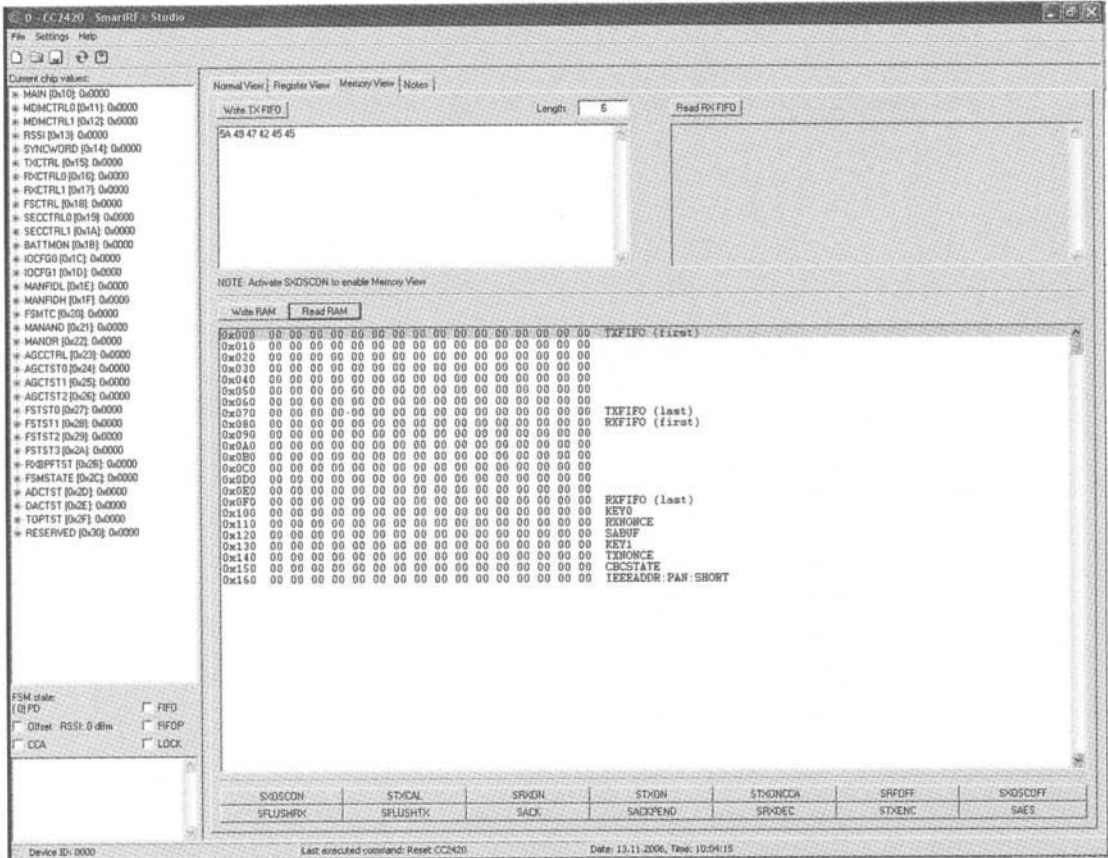 0 - CC2420 - SmartRF® Studio
File Settings Help
Current chip values:
MAIN [0x10]: 0x0000
MDMCTRL0 [0x11]: 0x0000
MDMCTRL1 [0x12]: 0x0000
RSSI [0x13]: 0x0000
SYNCWORD [0x14]: 0x0000
TXCTRL [0x15]: 0x0000
RXCTRL0 [0x16]: 0x0000
RXCTRL1 [0x17]: 0x0000
FSCTRL [0x18]: 0x0000
SECCTRL0 [0x19]: 0x0000
SECCTRL1 [0x1A]: 0x0000
BATTMON [0x1B]: 0x0000
IOCFG0 [0x1C]: 0x0000
IOCFG1 [0x1D]: 0x0000
MANFIDL [0x1E]: 0x0000
MANFIDH [0x1F]: 0x0000
FSMTC [0x20]: 0x0000
MANAND [0x21]: 0x0000
MANOR [0x22]: 0x0000
AGCCTRL [0x23]: 0x0000
AGCTST0 [0x24]: 0x0000
AGCTST1 [0x25]: 0x0000
AGCTST2 [0x26]: 0x0000
FSTST0 [0x27]: 0x0000
FSTST1 [0x28]: 0x0000
FSTST2 [0x29]: 0x0000
FSTST3 [0x2A]: 0x0000
RXBPFTST [0x2B]: 0x0000
FSMSTATE [0x2C]: 0x0000
ADCTST [0x2D]: 0x0000
DACTST [0x2E]: 0x0000
TOPTST [0x2F]: 0x0000
RESERVED [0x30]: 0x0000
FSM state:
[ 0] PD FIFO
Offset RSSI: 0 dBm FIFOP
CCA LOCK
Normal View Register View Memory View Notes
Write TX FIFO Length: 6 Read RX FIFO
5A 49 47 42 45 45
NOTE: Activate SXOSCON to enable Memory View
Write RAM Read RAM
0x000 00 00 00 00 00 00 00 00 00 00 00 00 00 00 00 00 TXFIFO (first)
0x010 00 00 00 00 00 00 00 00 00 00 00 00 00 00 00 00
0x020 00 00 00 00 00 00 00 00 00 00 00 00 00 00 00 00
0x030 00 00 00 00 00 00 00 00 00 00 00 00 00 00 00 00
0x040 00 00 00 00 00 00 00 00 00 00 00 00 00 00 00 00
0x050 00 00 00 00 00 00 00 00 00 00 00 00 00 00 00 00
0x060 00 00 00 00 00 00 00 00 00 00 00 00 00 00 00 00
0x070 00 00 00 00 00 00 00 00 00 00 00 00 00 00 00 00 TXFIFO (last)
0x080 00 00 00 00 00 00 00 00 00 00 00 00 00 00 00 00 RXFIFO (first)
0x090 00 00 00 00 00 00 00 00 00 00 00 00 00 00 00 00
0x0A0 00 00 00 00 00 00 00 00 00 00 00 00 00 00 00 00
0x0B0 00 00 00 00 00 00 00 00 00 00 00 00 00 00 00 00
0x0C0 00 00 00 00 00 00 00 00 00 00 00 00 00 00 00 00
0x0D0 00 00 00 00 00 00 00 00 00 00 00 00 00 00 00 00
0x0E0 00 00 00 00 00 00 00 00 00 00 00 00 00 00 00 00
0x0F0 00 00 00 00 00 00 00 00 00 00 00 00 00 00 00 00 RXFIFO (last)
0x100 00 00 00 00 00 00 00 00 00 00 00 00 00 00 00 00 KEY0
0x110 00 00 00 00 00 00 00 00 00 00 00 00 00 00 00 00 RXNONCE
0x120 00 00 00 00 00 00 00 00 00 00 00 00 00 00 00 00 SABUF
0x130 00 00 00 00 00 00 00 00 00 00 00 00 00 00 00 00 KEY1
0x140 00 00 00 00 00 00 00 00 00 00 00 00 00 00 00 00 TXNONCE
0x150 00 00 00 00 00 00 00 00 00 00 00 00 00 00 00 00 CBCSTATE
0x160 00 00 00 00 00 00 00 00 00 00 00 00 00 00 00 00 IEEEADDR:PAN:SHORT
SXOSCON STXCAL SRXON STXON STXONCCA SRFOFF SXOSCOFF
SFLUSHRX SFLUSHTX SACK SACKPEND SRXDEC STXENC SAES
Device ID: 0000 Last executed command: Reset CC2420 Date: 13.11.2006, Time: 10:04:15